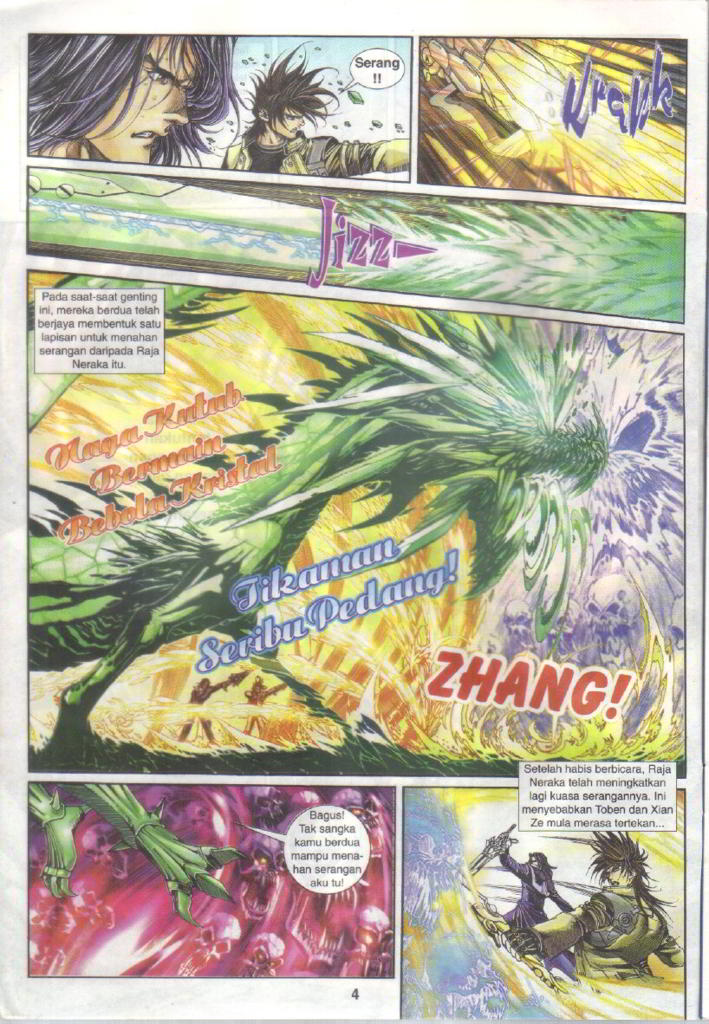 Serang
!!
Krank
Jizz
Pada saat-saat genting
ini, mereka berdua telah
berjaya membentuk satu
lapisan untuk menahan
serangan daripada Raja
Neraka itu.
Naga Kutub
Bermain
Bebola Kristal
Tikaman
Seribu Pedang!
ZHANG!
Setelah habis berbicara, Raja
Neraka telah meningkatkan
lagi kuasa serangannya. Ini
menyebabkan Toben dan Xian
Ze mula merasa tertekan...
Bagus!
Tak sangka
kamu berdua
mampu mena-
han serangan
aku tu!
4